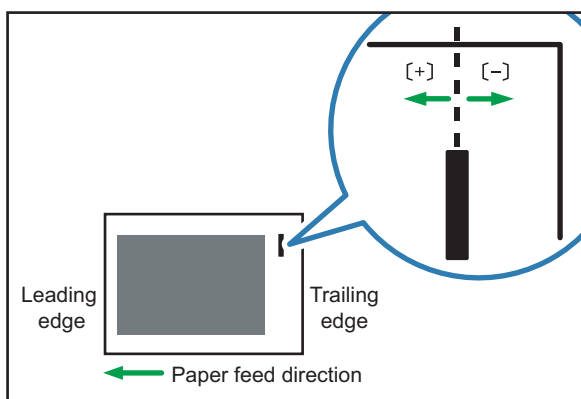 [+] [−]
Leading
edge
Trailing
edge
Paper feed direction